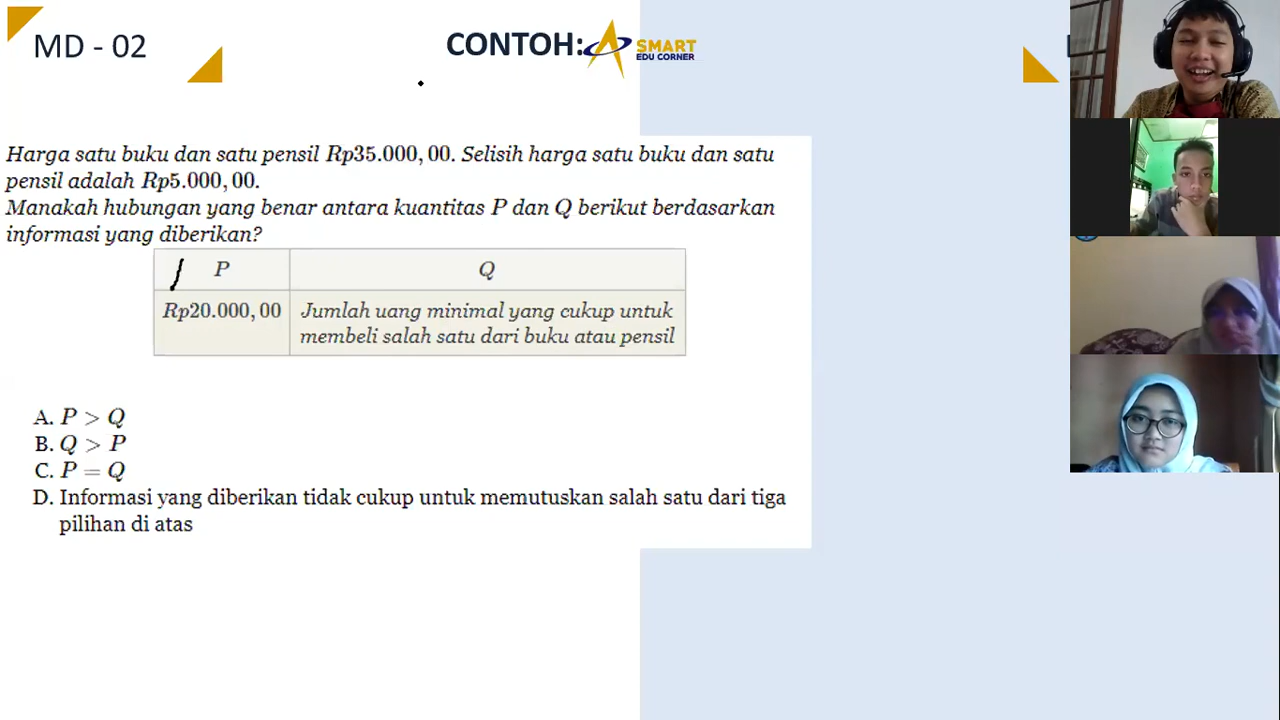 MD - 02
CONTOH:
SMART
EDU CORNER
Harga satu buku dan satu pensil Rp35.000,00. Selisih harga satu buku dan satu
pensil adalah Rp5.000,00.
Manakah hubungan yang benar antara kuantitas P dan Q berikut berdasarkan
informasi yang diberikan?
P Q
Rp20.000,00 Jumlah uang minimal yang cukup untuk
membeli salah satu dari buku atau pensil
A. P > Q
B. Q > P
C. P = Q
D. Informasi yang diberikan tidak cukup untuk memutuskan salah satu dari tiga
pilihan di atas